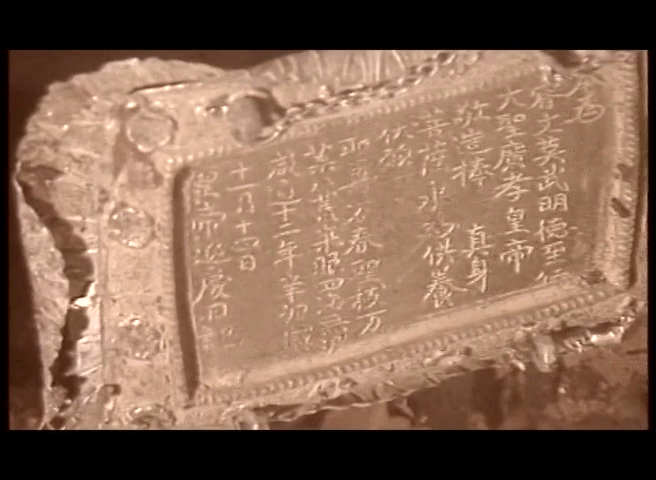 奉為
睿文英武明德至仁
大聖廣孝皇帝
敬造捧 真身
菩薩永為供養
伏願
聖壽万春聖枝万
葉八荒來服四海無波
咸通十二年辛卯歲
十一月十四日
皇帝延慶日記